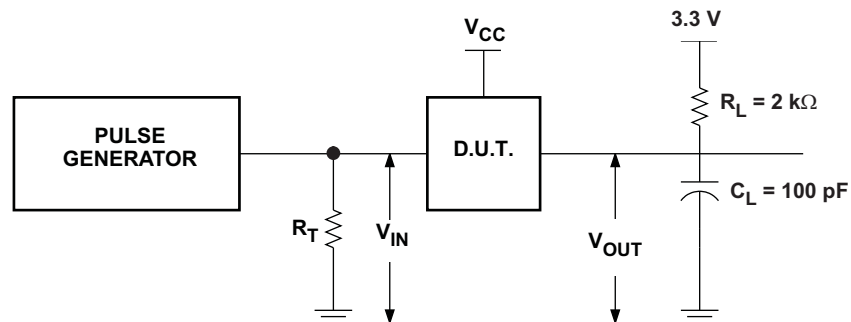 V_CC
3.3 V
R_L = 2 kΩ
PULSE
GENERATOR
D.U.T.
C_L = 100 pF
R_T
V_IN
V_OUT